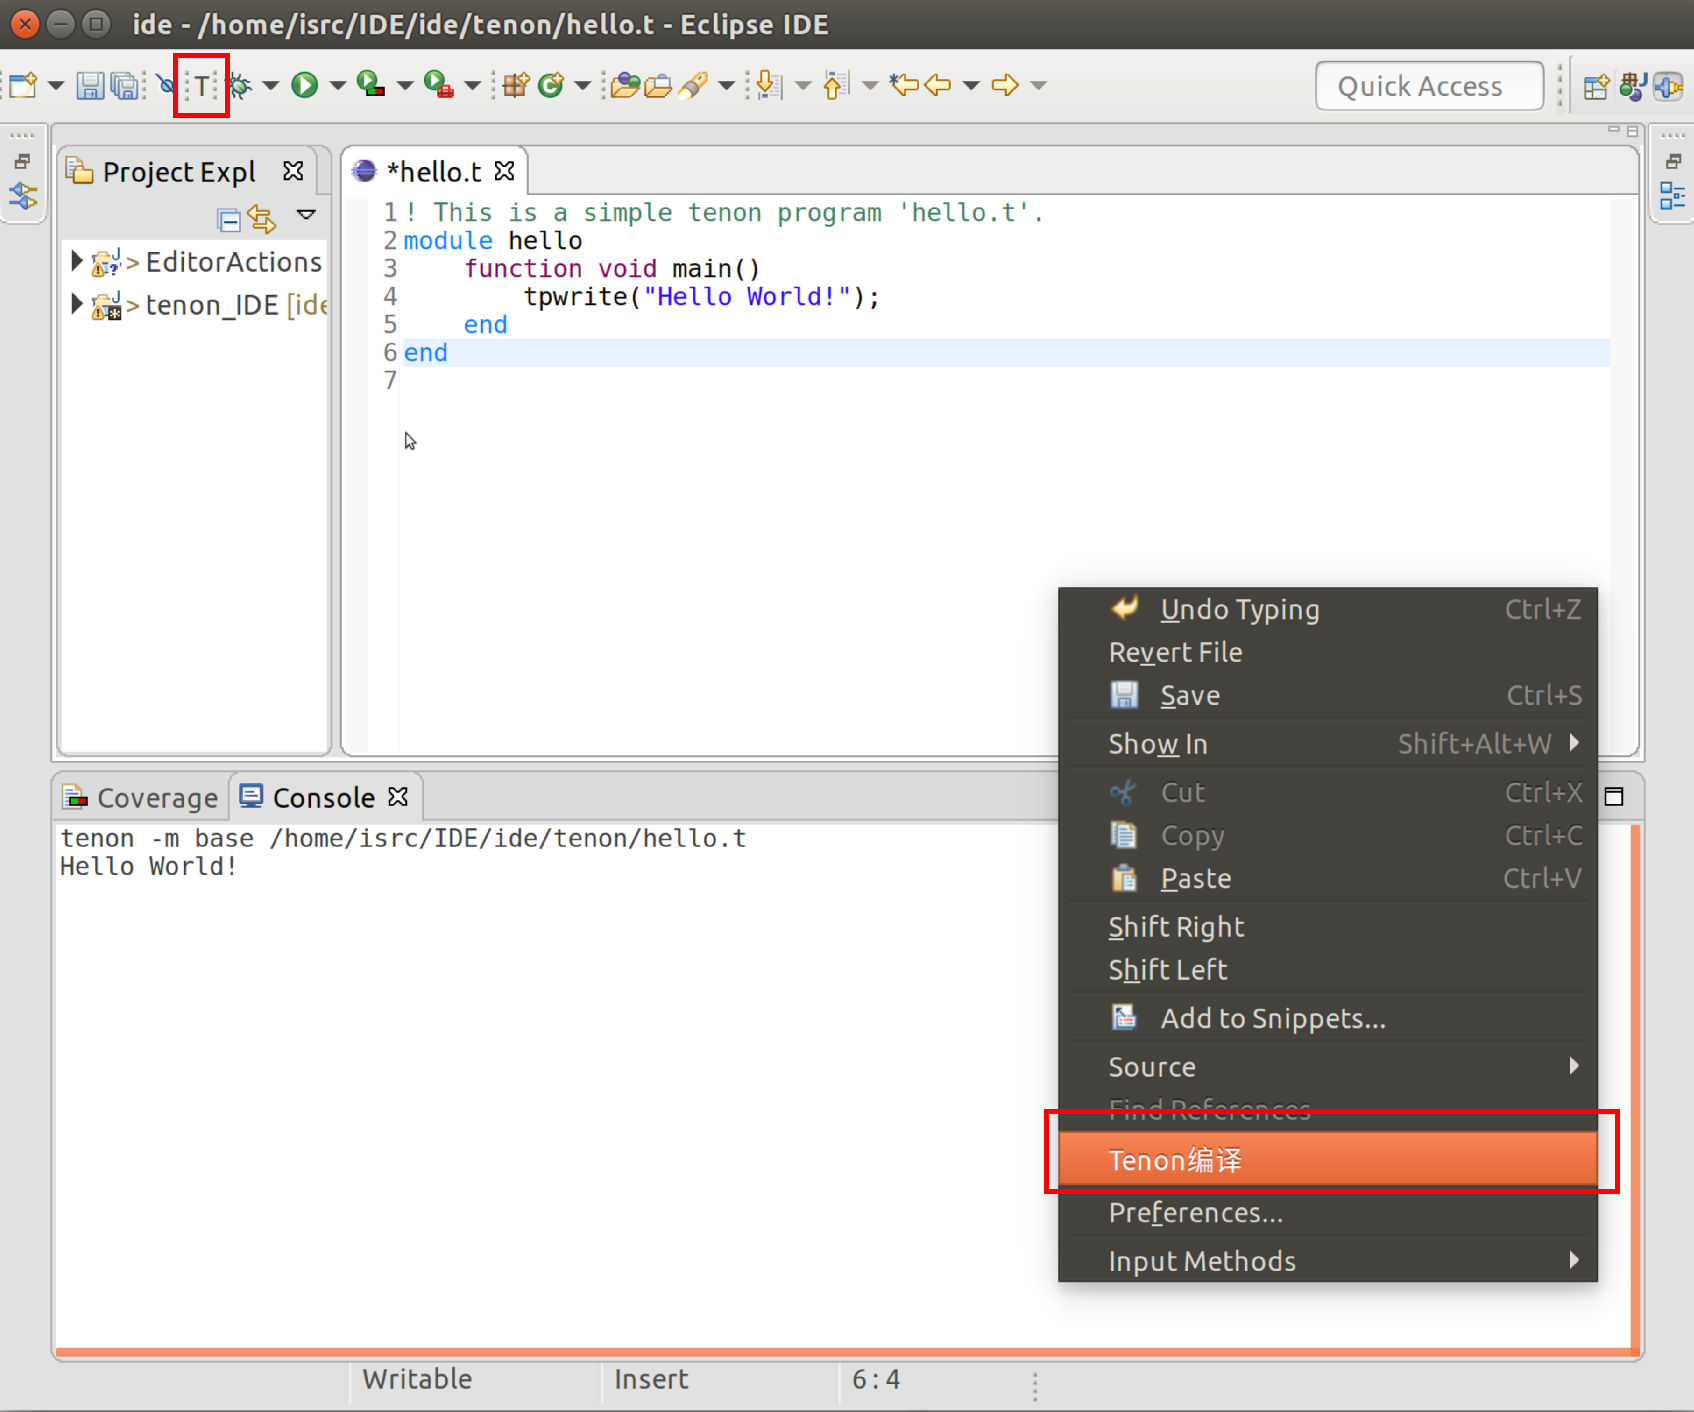 ide - /home/isrc/IDE/ide/tenon/hello.t - Eclipse IDE
T
Quick Access
Project Expl
*hello.t
> EditorActions
> tenon_IDE [ide
1 ! This is a simple tenon program 'hello.t'.
2 module hello
3 function void main()
4 tpwrite("Hello World!");
5 end
6 end
7
Coverage
Console
tenon -m base /home/isrc/IDE/ide/tenon/hello.t
Hello World!
Undo Typing Ctrl+Z
Revert File
Save Ctrl+S
Show In Shift+Alt+W
Cut Ctrl+X
Copy Ctrl+C
Paste Ctrl+V
Shift Right
Shift Left
Add to Snippets...
Source
Find References
Tenon编译
Preferences...
Input Methods
Writable
Insert
6 : 4